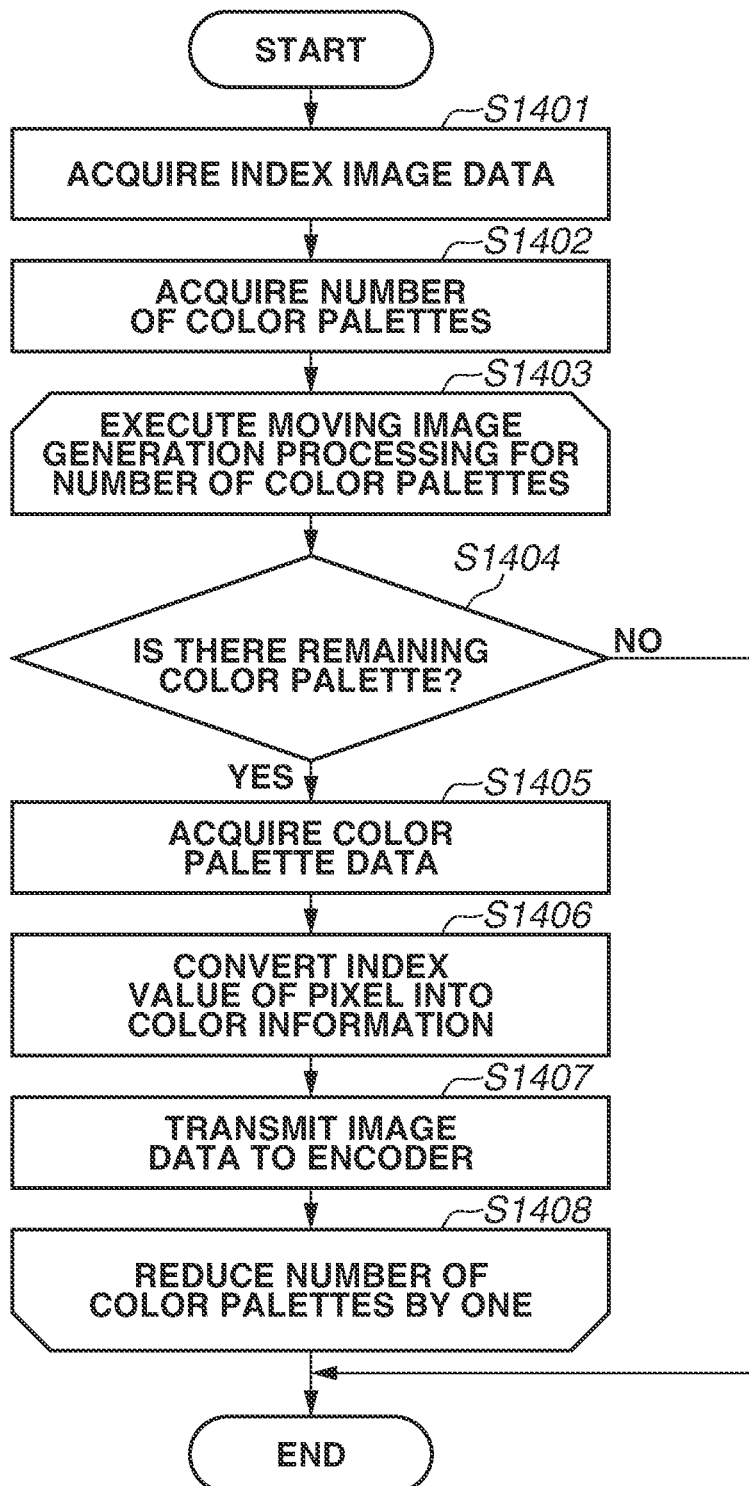 START
S1401
ACQUIRE INDEX IMAGE DATA
S1402
ACQUIRE NUMBER
OF COLOR PALETTES
S1403
EXECUTE MOVING IMAGE
GENERATION PROCESSING FOR
NUMBER OF COLOR PALETTES
S1404
IS THERE REMAINING
COLOR PALETTE?
NO
YES
S1405
ACQUIRE COLOR
PALETTE DATA
S1406
CONVERT INDEX
VALUE OF PIXEL INTO
COLOR INFORMATION
S1407
TRANSMIT IMAGE
DATA TO ENCODER
S1408
REDUCE NUMBER OF
COLOR PALETTES BY ONE
END